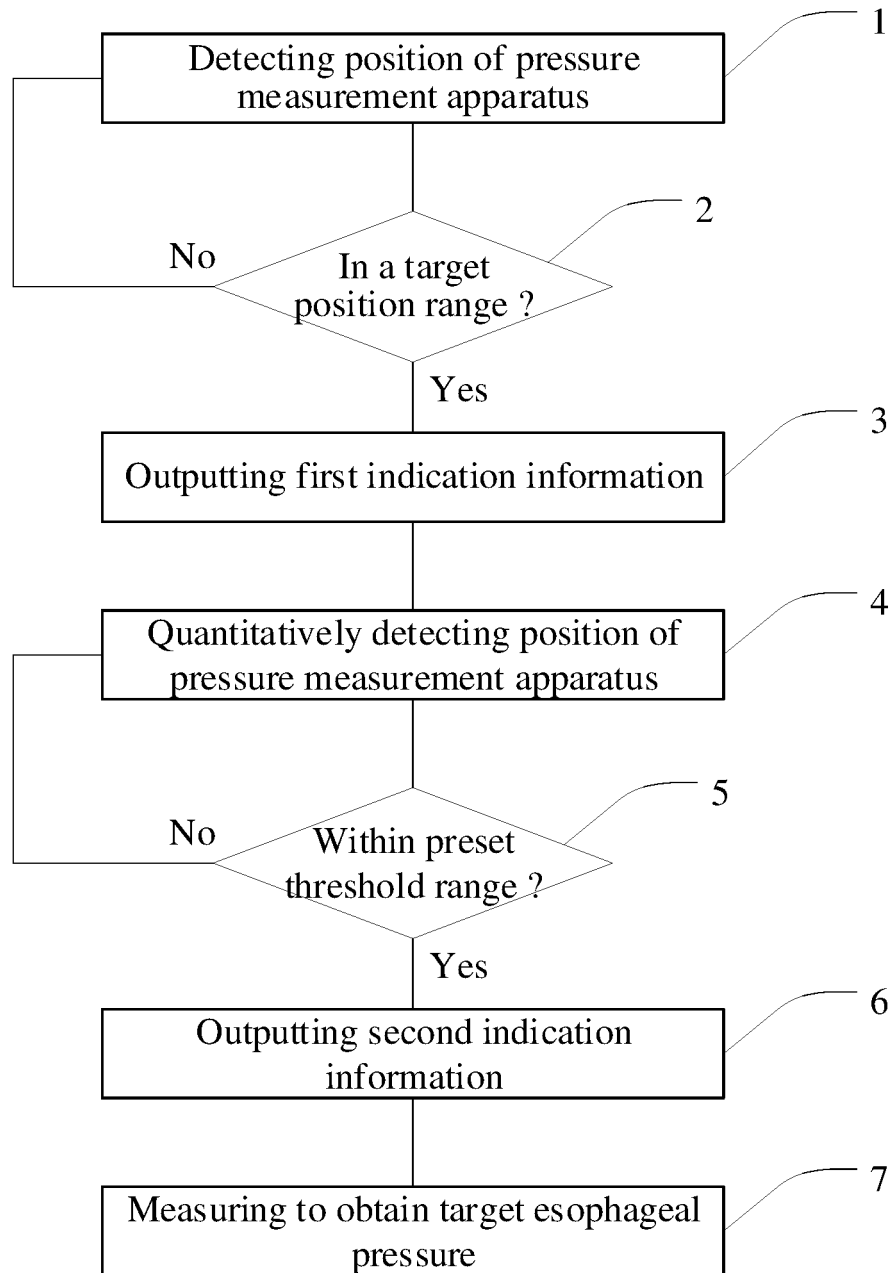 1
Detecting position of pressure
measurement apparatus
2
No
In a target
position range ?
Yes
3
Outputting first indication information
4
Quantitatively detecting position of
pressure measurement apparatus
5
No
Within preset
threshold range ?
Yes
6
Outputting second indication
information
7
Measuring to obtain target esophageal
pressure